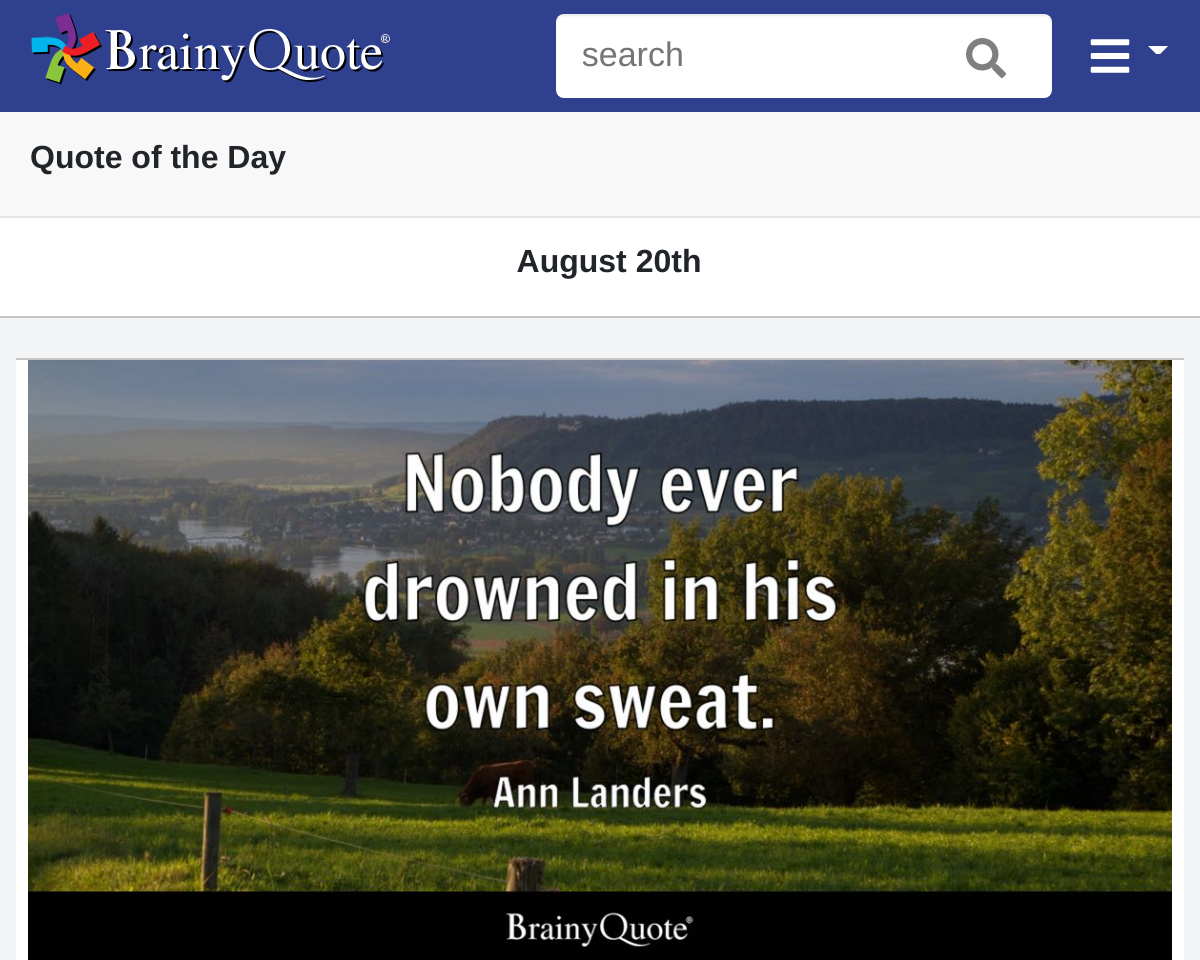 BrainyQuote®
search
Quote of the Day
August 20th
Nobody ever
drowned in his
own sweat.
Ann Landers
BrainyQuote®